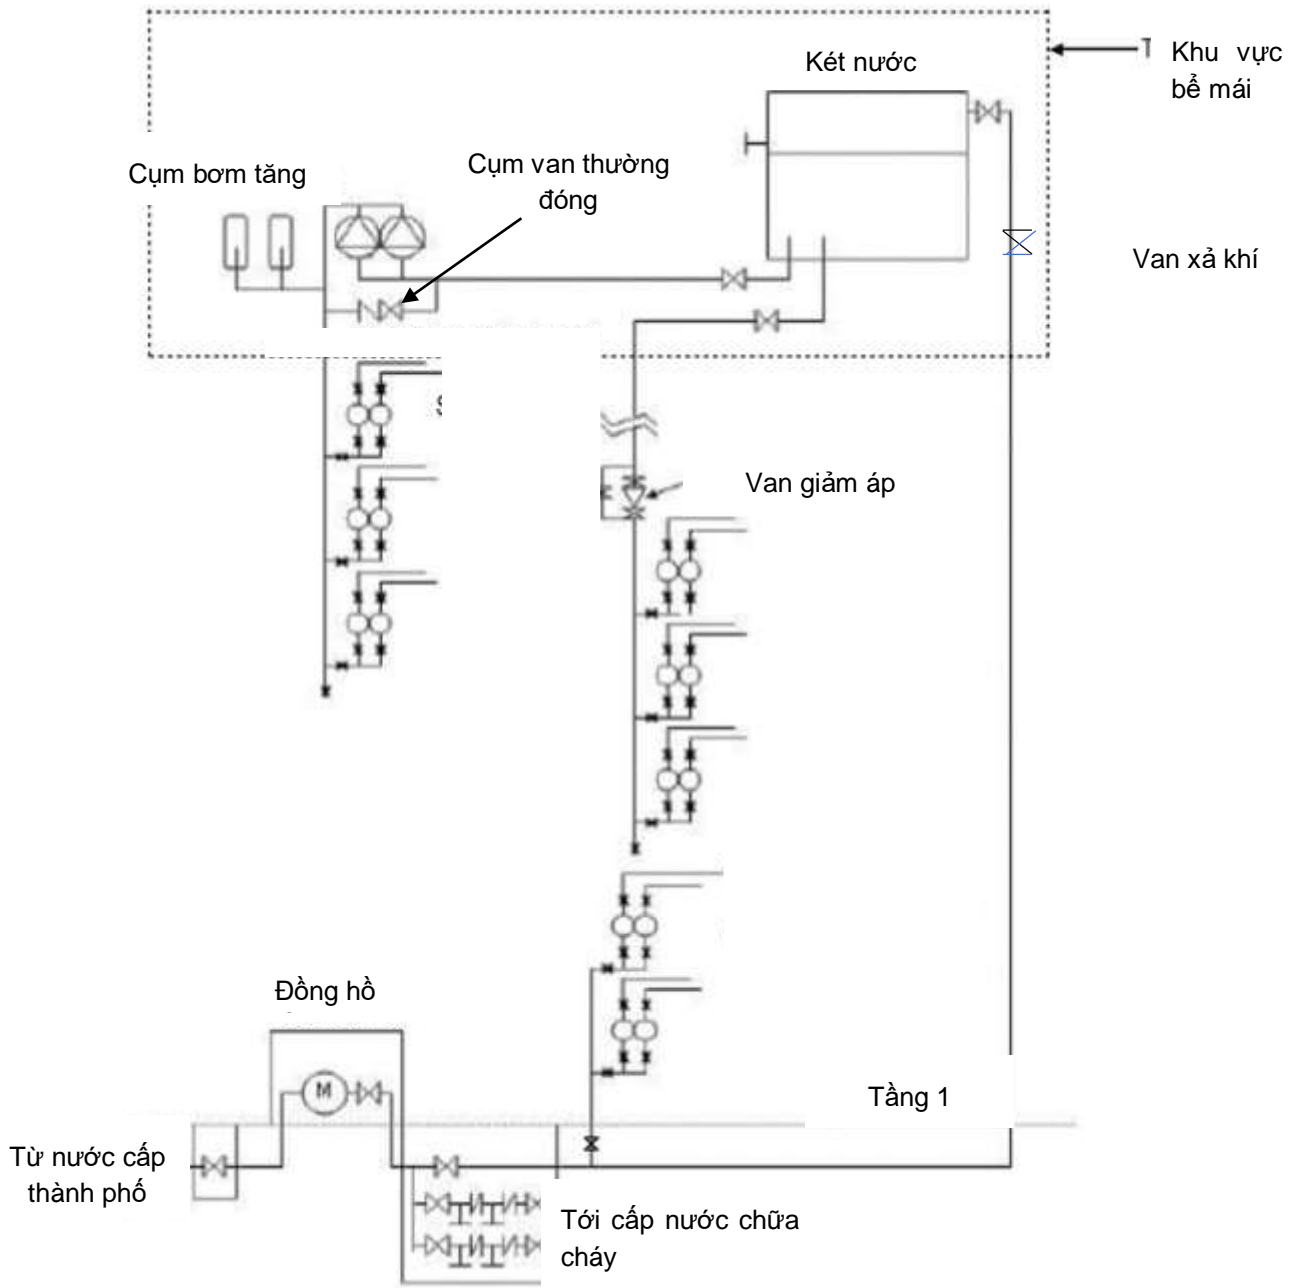 Khu vực
bể mái
Két nước
Cụm bơm tăng
Cụm van thường
đóng
Van xả khí
Van giảm áp
Đồng hồ
M
Tầng 1
Từ nước cấp
thành phố
Tới cấp nước chữa
cháy